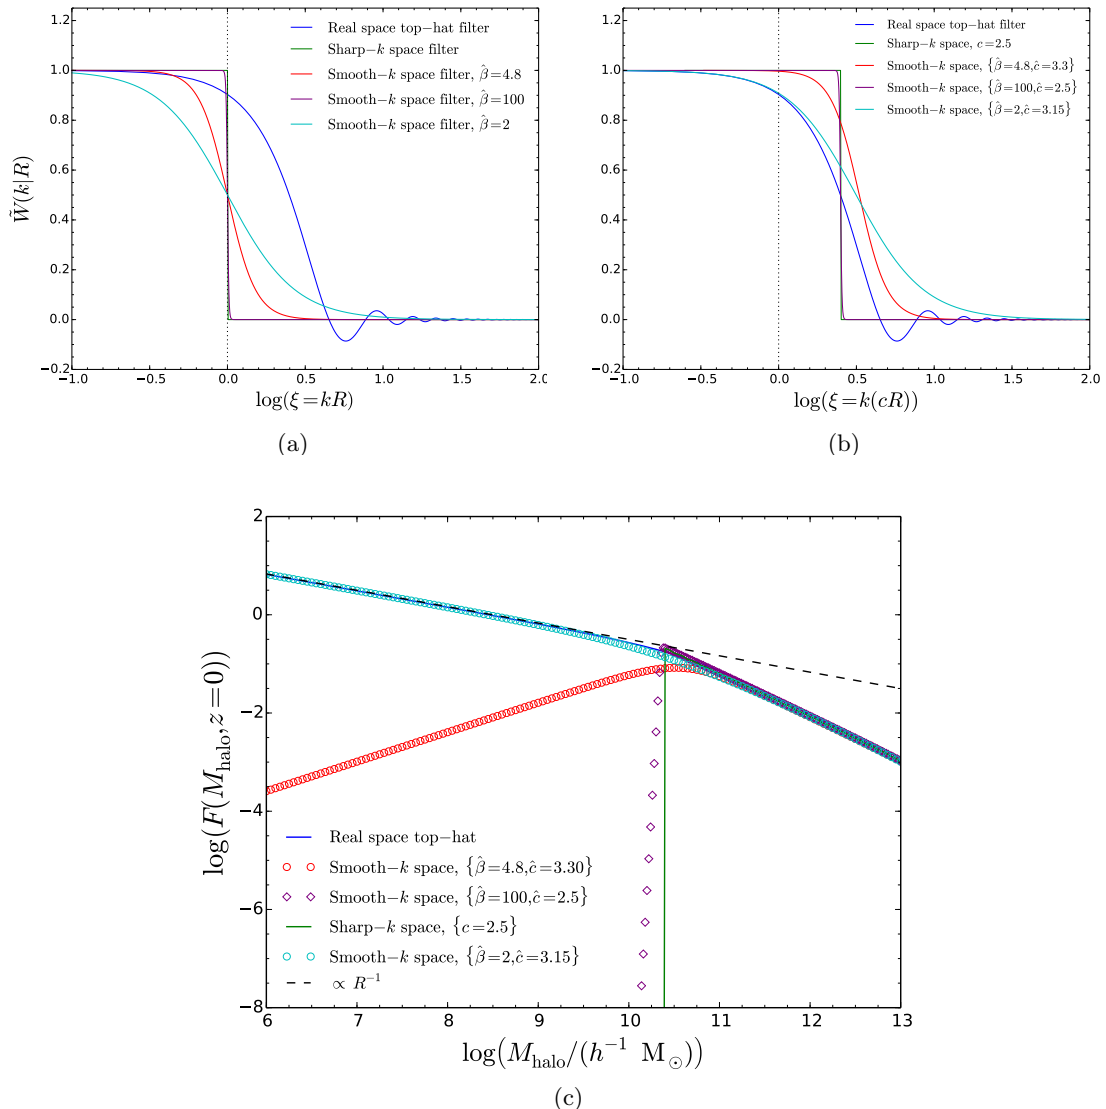 1.2
1.0
0.8
0.6
0.4
0.2
0.0
−0.2
W̃(k|R)
Real space top−hat filter
Sharp−k space filter
Smooth−k space filter, β̂=4.8
Smooth−k space filter, β̂=100
Smooth−k space filter, β̂=2
−1.0 −0.5 0.0 0.5 1.0 1.5 2.0
log(ξ=kR)
(a)
1.2
1.0
0.8
0.6
0.4
0.2
0.0
−0.2
Real space top−hat filter
Sharp−k space, c=2.5
Smooth−k space, {β̂=4.8,ĉ=3.3}
Smooth−k space, {β̂=100,ĉ=2.5}
Smooth−k space, {β̂=2,ĉ=3.15}
−1.0 −0.5 0.0 0.5 1.0 1.5 2.0
log(ξ=k(cR))
(b)
2
0
−2
−4
−6
−8
log(F(M_halo,z=0))
Real space top−hat
Smooth−k space, {β̂=4.8,ĉ=3.30}
Smooth−k space, {β̂=100,ĉ=2.5}
Sharp−k space, {c=2.5}
Smooth−k space, {β̂=2,ĉ=3.15}
∝ R⁻¹
6 7 8 9 10 11 12 13
log(M_halo/(h⁻¹ M_⊙))
(c)